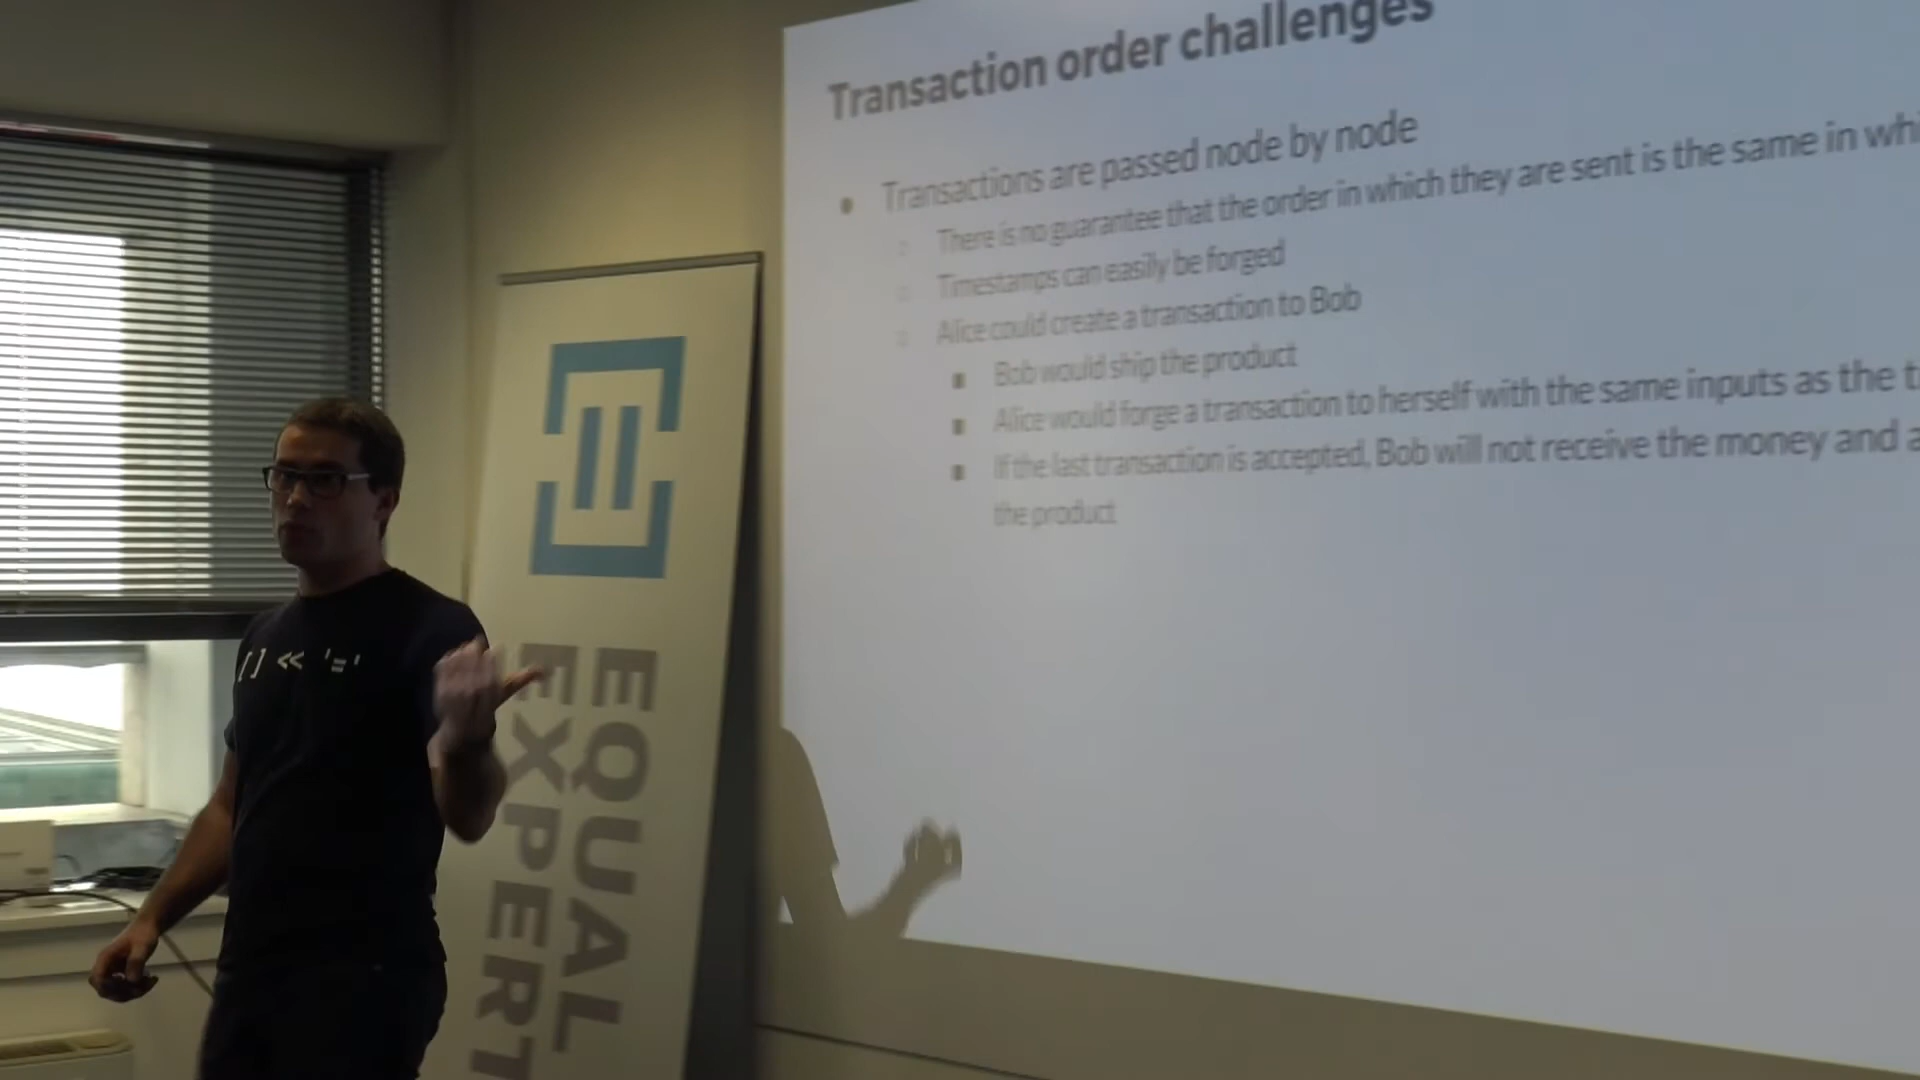 Transaction order challenges
Transactions are passed node by node
There is no guarantee that the order in which they are sent is the same in
Timestamps can easily be forged
Alice could create a transaction to Bob
Bob would ship the product
Alice would forge a transaction to herself with the same inputs as the
If the last transaction is accepted, Bob will not receive the money and
the product
[ ] << '='
EQUAL
EXPERT